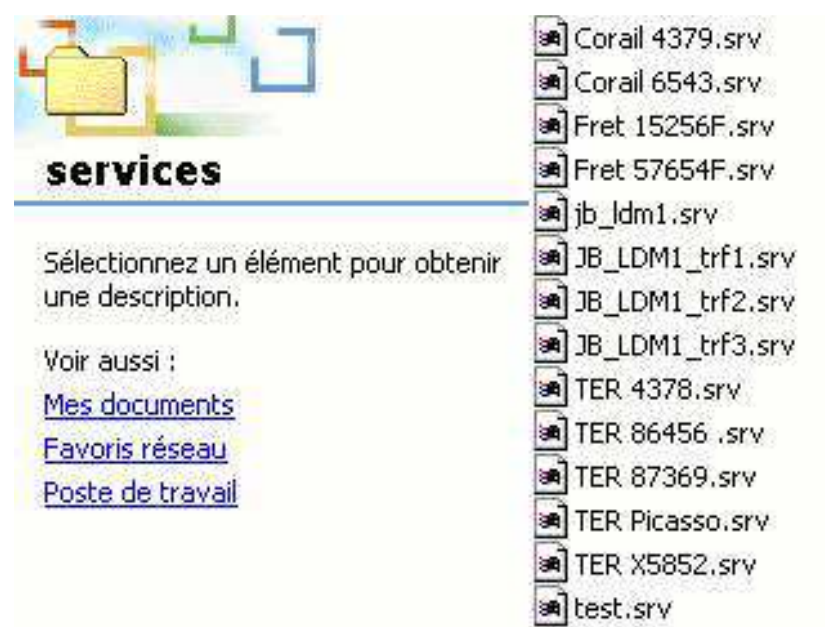 services
Sélectionnez un élément pour obtenir
une description.
Voir aussi :
Mes documents
Favoris réseau
Poste de travail
Corail 4379.srv
Corail 6543.srv
Fret 15256F.srv
Fret 57654F.srv
jb_ldm1.srv
JB_LDM1_trf1.srv
JB_LDM1_trf2.srv
JB_LDM1_trf3.srv
TER 4378.srv
TER 86456 .srv
TER 87369.srv
TER Picasso.srv
TER X5852.srv
test.srv